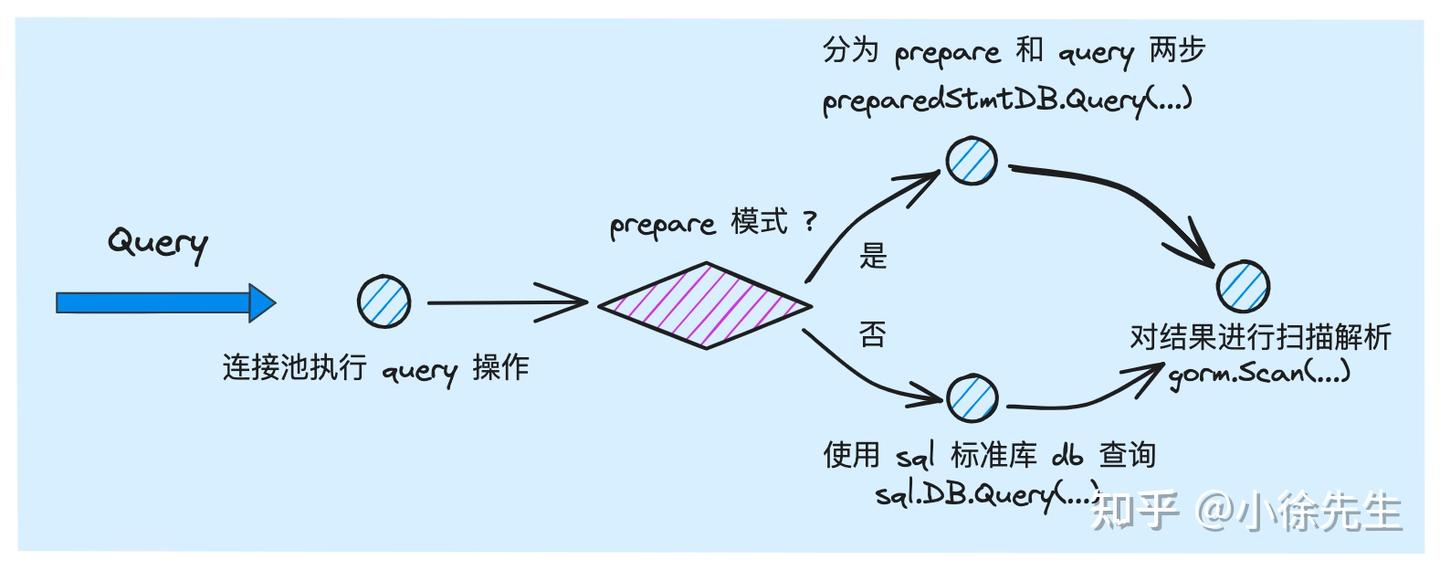 分为 prepare 和 query 两步
preparedStmtDB.Query(...)
prepare 模式 ?
Query
是
否
连接池执行 query 操作
对结果进行扫描解析
gorm.Scan(...)
使用 sql 标准库 db 查询
sql.DB.Query(...)
知乎 @小徐先生